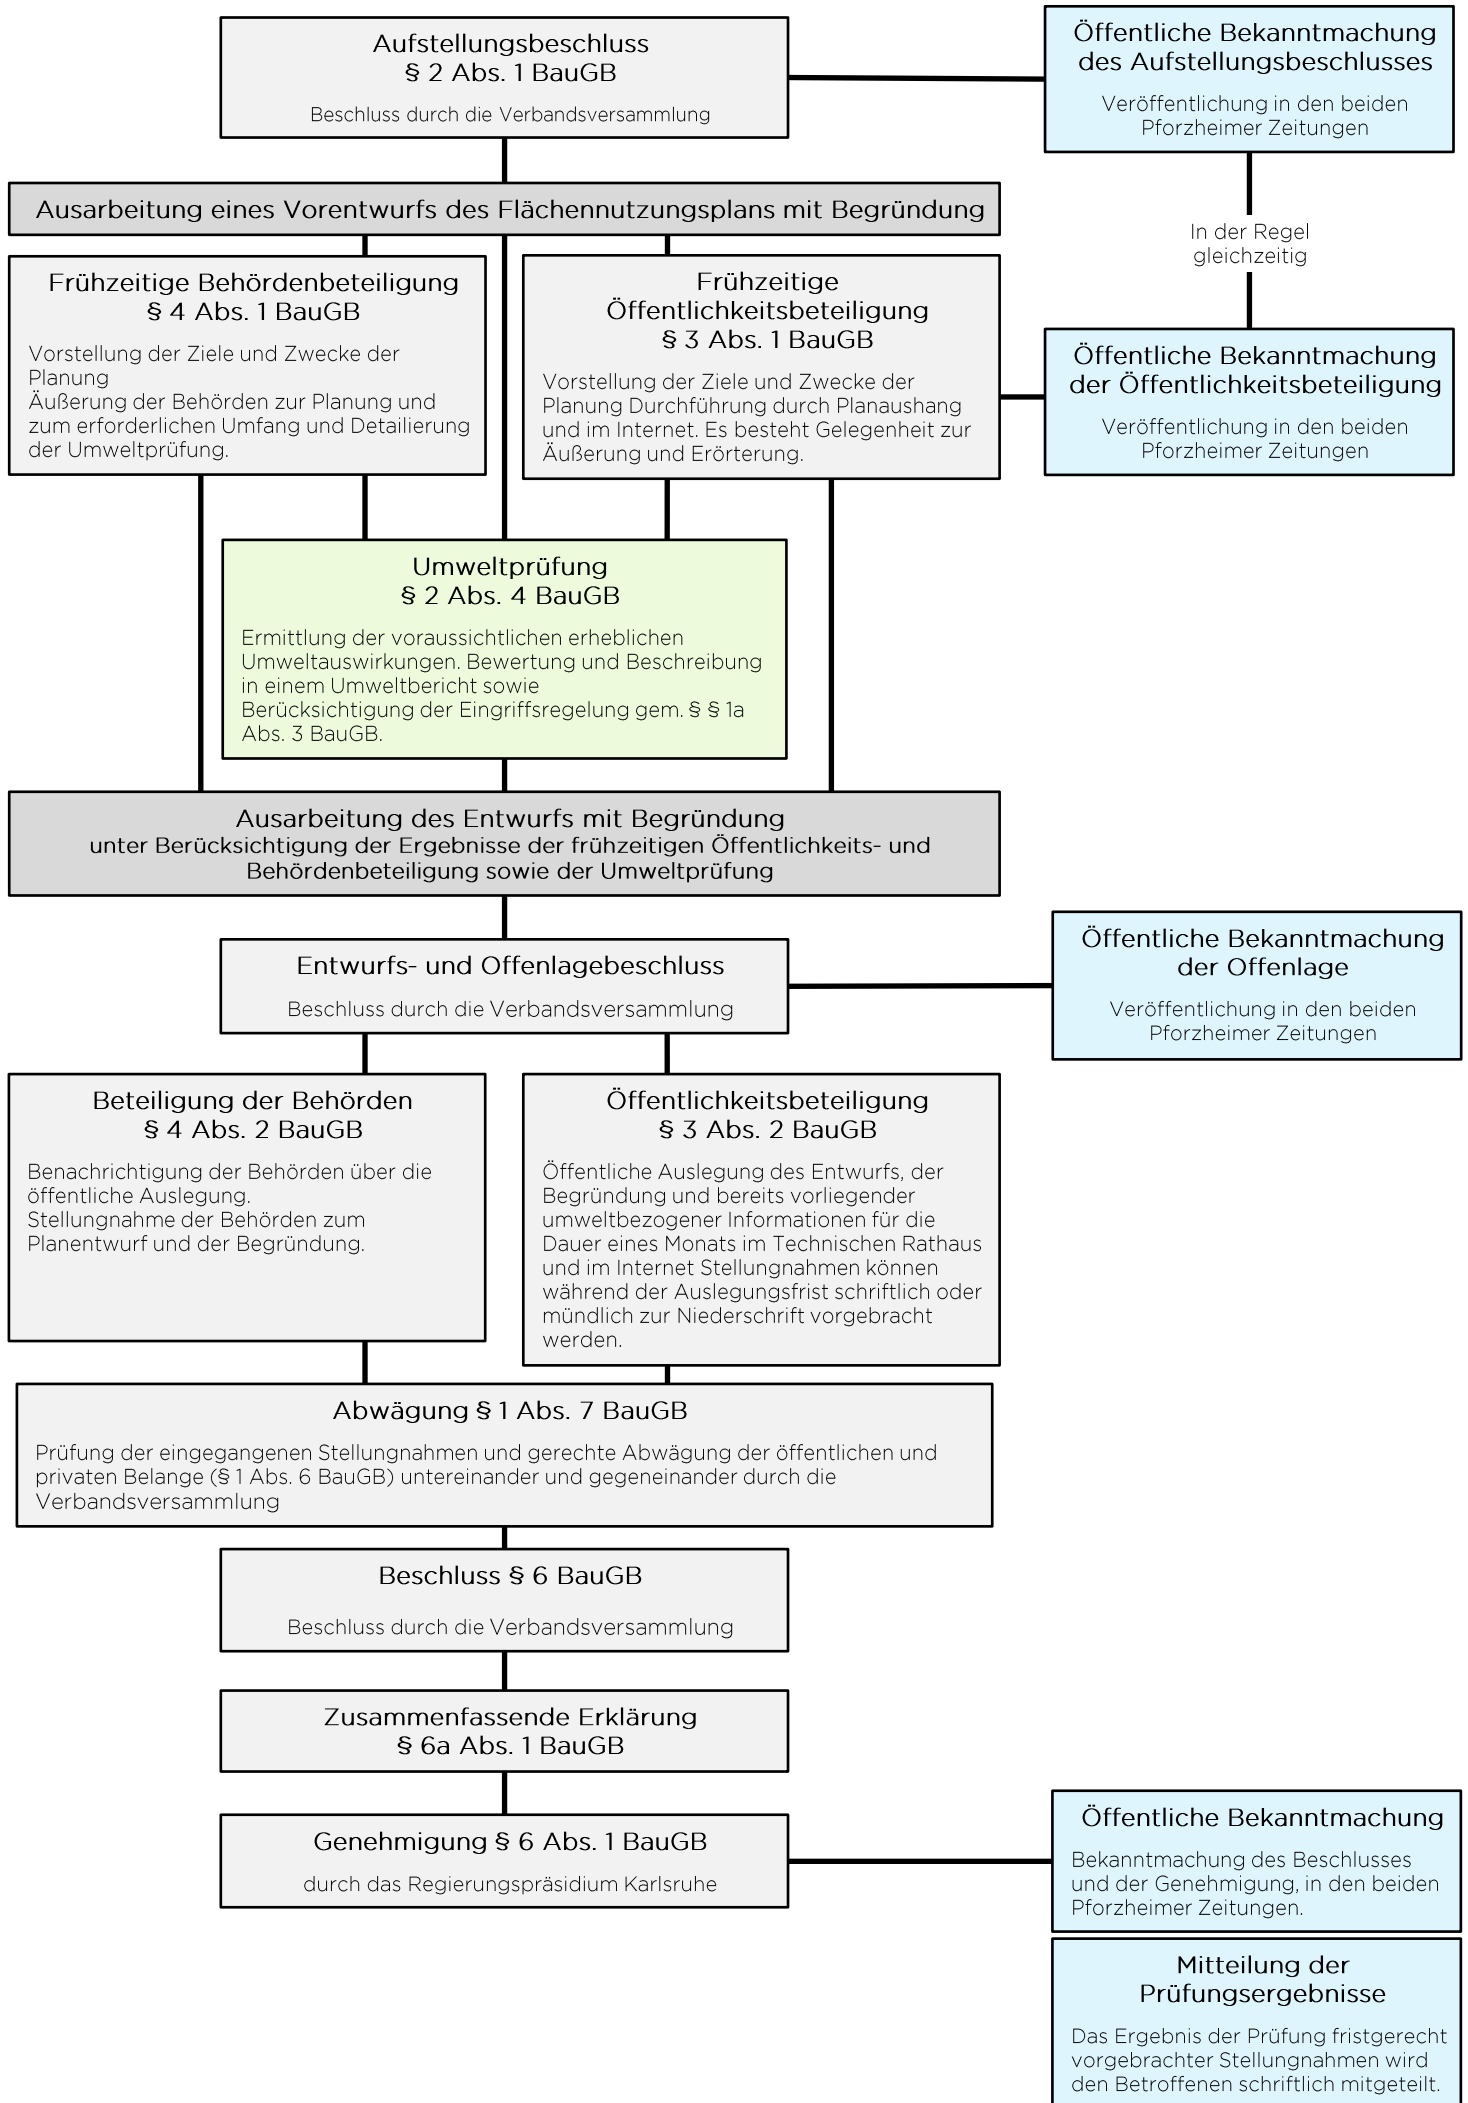 Aufstellungsbeschluss
§ 2 Abs. 1 BauGB
Beschluss durch die Verbandsversammlung
Öffentliche Bekanntmachung
des Aufstellungsbeschlusses
Veröffentlichung in den beiden
Pforzheimer Zeitungen
Ausarbeitung eines Vorentwurfs des Flächennutzungsplans mit Begründung
In der Regel
gleichzeitig
Frühzeitige Behördenbeteiligung
§ 4 Abs. 1 BauGB
Vorstellung der Ziele und Zwecke der
Planung
Äußerung der Behörden zur Planung und
zum erforderlichen Umfang und Detailierung
der Umweltprüfung.
Frühzeitige
Öffentlichkeitsbeteiligung
§ 3 Abs. 1 BauGB
Vorstellung der Ziele und Zwecke der
Planung Durchführung durch Planaushang
und im Internet. Es besteht Gelegenheit zur
Äußerung und Erörterung.
Öffentliche Bekanntmachung
der Öffentlichkeitsbeteiligung
Veröffentlichung in den beiden
Pforzheimer Zeitungen
Umweltprüfung
§ 2 Abs. 4 BauGB
Ermittlung der voraussichtlichen erheblichen
Umweltauswirkungen. Bewertung und Beschreibung
in einem Umweltbericht sowie
Berücksichtigung der Eingriffsregelung gem. § § 1a
Abs. 3 BauGB.
Ausarbeitung des Entwurfs mit Begründung
unter Berücksichtigung der Ergebnisse der frühzeitigen Öffentlichkeits- und
Behördenbeteiligung sowie der Umweltprüfung
Entwurfs- und Offenlagebeschluss
Beschluss durch die Verbandsversammlung
Öffentliche Bekanntmachung
der Offenlage
Veröffentlichung in den beiden
Pforzheimer Zeitungen
Beteiligung der Behörden
§ 4 Abs. 2 BauGB
Benachrichtigung der Behörden über die
öffentliche Auslegung.
Stellungnahme der Behörden zum
Planentwurf und der Begründung.
Öffentlichkeitsbeteiligung
§ 3 Abs. 2 BauGB
Öffentliche Auslegung des Entwurfs, der
Begründung und bereits vorliegender
umweltbezogener Informationen für die
Dauer eines Monats im Technischen Rathaus
und im Internet Stellungnahmen können
während der Auslegungsfrist schriftlich oder
mündlich zur Niederschrift vorgebracht
werden.
Abwägung § 1 Abs. 7 BauGB
Prüfung der eingegangenen Stellungnahmen und gerechte Abwägung der öffentlichen und
privaten Belange (§ 1 Abs. 6 BauGB) untereinander und gegeneinander durch die
Verbandsversammlung
Beschluss § 6 BauGB
Beschluss durch die Verbandsversammlung
Zusammenfassende Erklärung
§ 6a Abs. 1 BauGB
Genehmigung § 6 Abs. 1 BauGB
durch das Regierungspräsidium Karlsruhe
Öffentliche Bekanntmachung
Bekanntmachung des Beschlusses
und der Genehmigung, in den beiden
Pforzheimer Zeitungen.
Mitteilung der
Prüfungsergebnisse
Das Ergebnis der Prüfung fristgerecht
vorgebrachter Stellungnahmen wird
den Betroffenen schriftlich mitgeteilt.